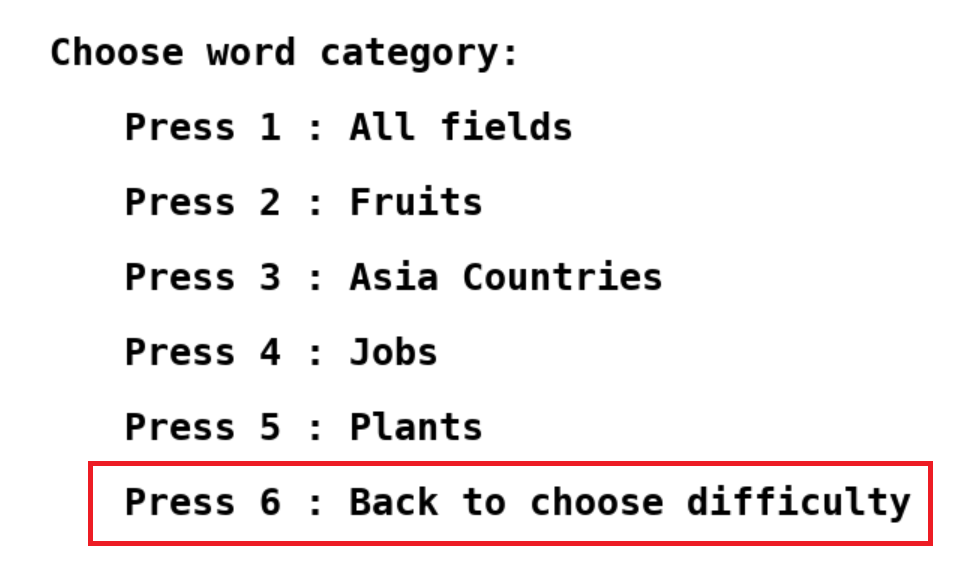 Choose word category:
Press 1 : All fields
Press 2 : Fruits
Press 3 : Asia Countries
Press 4 : Jobs
Press 5 : Plants
Press 6 : Back to choose difficulty